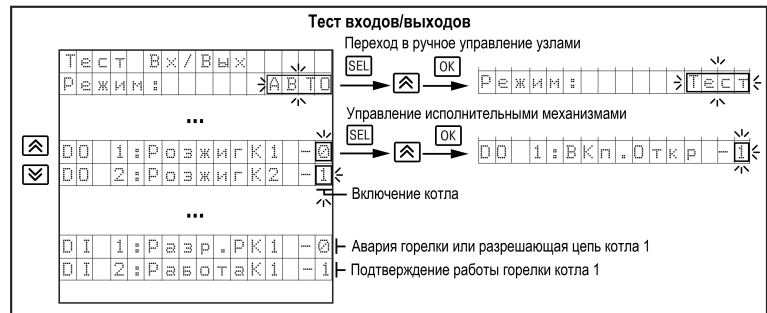 Тест входов/выходов
Переход в ручное управление узлами
Тест Вх/Вых
SEL OK
Режим: АВТО
Режим: Тест
...
Управление исполнительными механизмами
SEL OK
DO 1:РозжигК1 -0
DO 1:ВКп.Откр -1
DO 2:РозжигК2 -1
Включение котла
...
DI 1:Разр.РК1 -0
Авария горелки или разрешающая цепь котла 1
DI 2:РаботаК1 -1
Подтверждение работы горелки котла 1